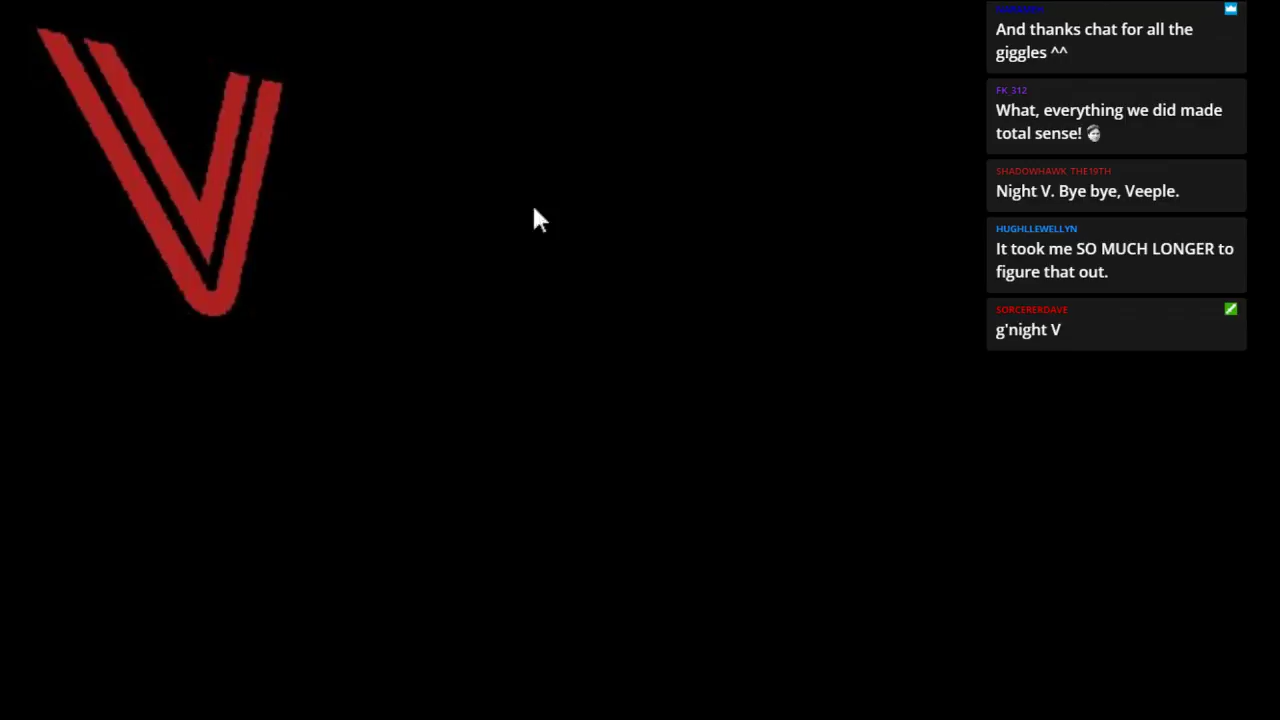 V
And thanks chat for all the
giggles ^^
FK_312
What, everything we did made
total sense!
SHADOWHAWK_THE19TH
Night V. Bye bye, Veeple.
HUGHLLEWELLYN
It took me SO MUCH LONGER to
figure that out.
SORCERERDAVE
g'night V